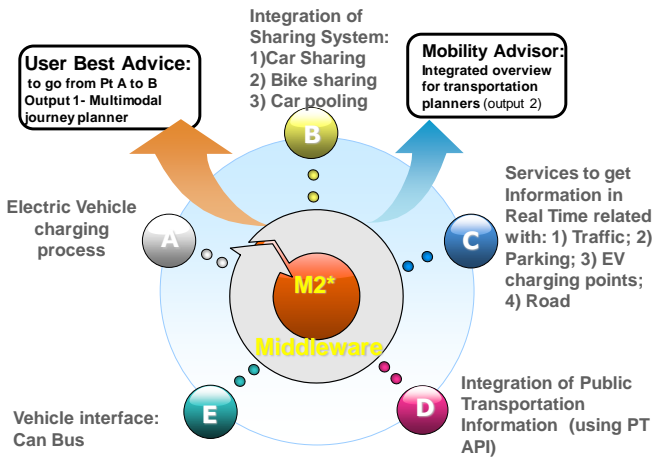 Integration of
Sharing System:
1)Car Sharing
2) Bike sharing
3) Car pooling
User Best Advice:
to go from Pt A to B
Output 1- Multimodal
journey planner
Mobility Advisor:
Integrated overview
for transportation
planners (output 2)
B
Electric Vehicle
charging
process
A
Services to get
Information in
Real Time related
with: 1) Traffic; 2)
Parking; 3) EV
charging points;
4) Road
C
M2*
Middleware
E
Vehicle interface:
Can Bus
D
Integration of Public
Transportation
Information (using PT
API)